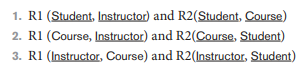 1. R1 (Student, Instructor) and R2(Student, Course)
2. R1 (Course, Instructor) and R2(Course, Student)
3. R1 (Instructor, Course) and R2(Instructor, Student)